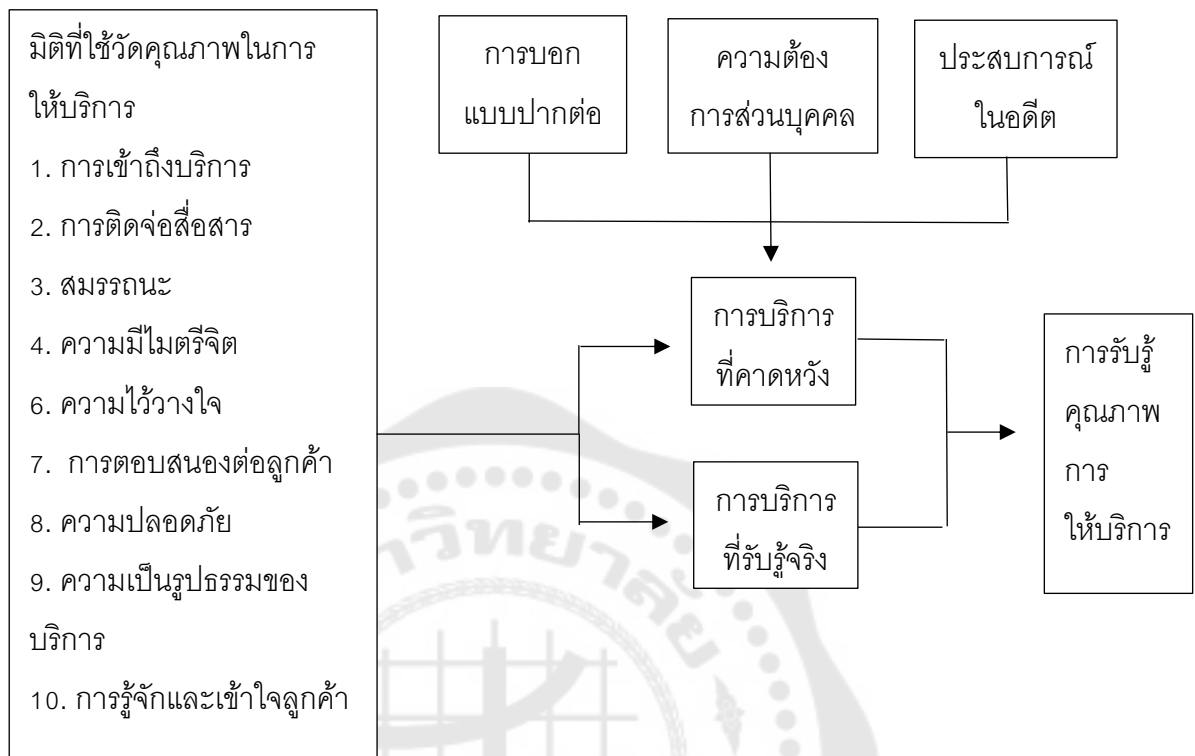 มิติที่ใช้วัดคุณภาพในการ
ให้บริการ
1. การเข้าถึงบริการ
2. การติดจ่อสื่อสาร
3. สมรรถนะ
4. ความมีไมตรีจิต
6. ความไว้วางใจ
7. การตอบสนองต่อลูกค้า
8. ความปลอดภัย
9. ความเป็นรูปธรรมของ
บริการ
10. การรู้จักและเข้าใจลูกค้า
การบอก
แบบปากต่อ
ความต้อง
การส่วนบุคคล
ประสบการณ์
ในอดีต
การบริการ
ที่คาดหวัง
การบริการ
ที่รับรู้จริง
การรับรู้
คุณภาพ
การ
ให้บริการ